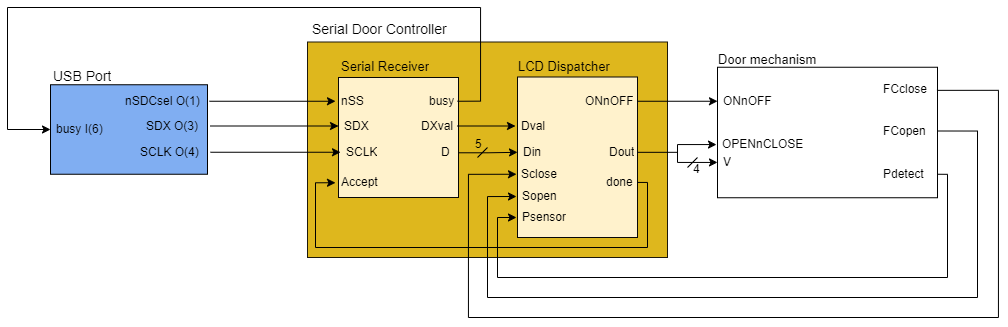 Serial Door Controller
USB Port
nSDCsel O(1)
busy I(6)
SDX O(3)
SCLK O(4)
Serial Receiver
nSS
busy
SDX
DXval
SCLK
D
Accept
5
LCD Dispatcher
ONnOFF
Dval
Din
Dout
Sclose
done
Sopen
Psensor
4
Door mechanism
FCclose
ONnOFF
FCopen
OPENnCLOSE
V
Pdetect